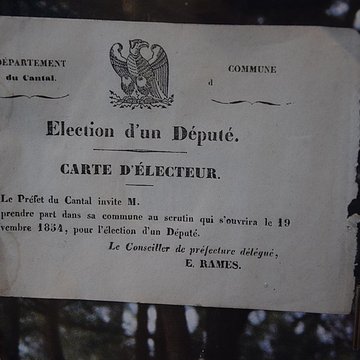 DÉPARTEMENT
du Cantal.
COMMUNE
d
Election d'un Député.
CARTE D'ÉLECTEUR.
Le Préfet du Cantal invite M.
prendre part dans sa commune au scrutin qui s'ouvrira le 19
vembre 1854, pour l'élection d'un Député.
Le Conseiller de préfecture délégué,
E. RAMES.